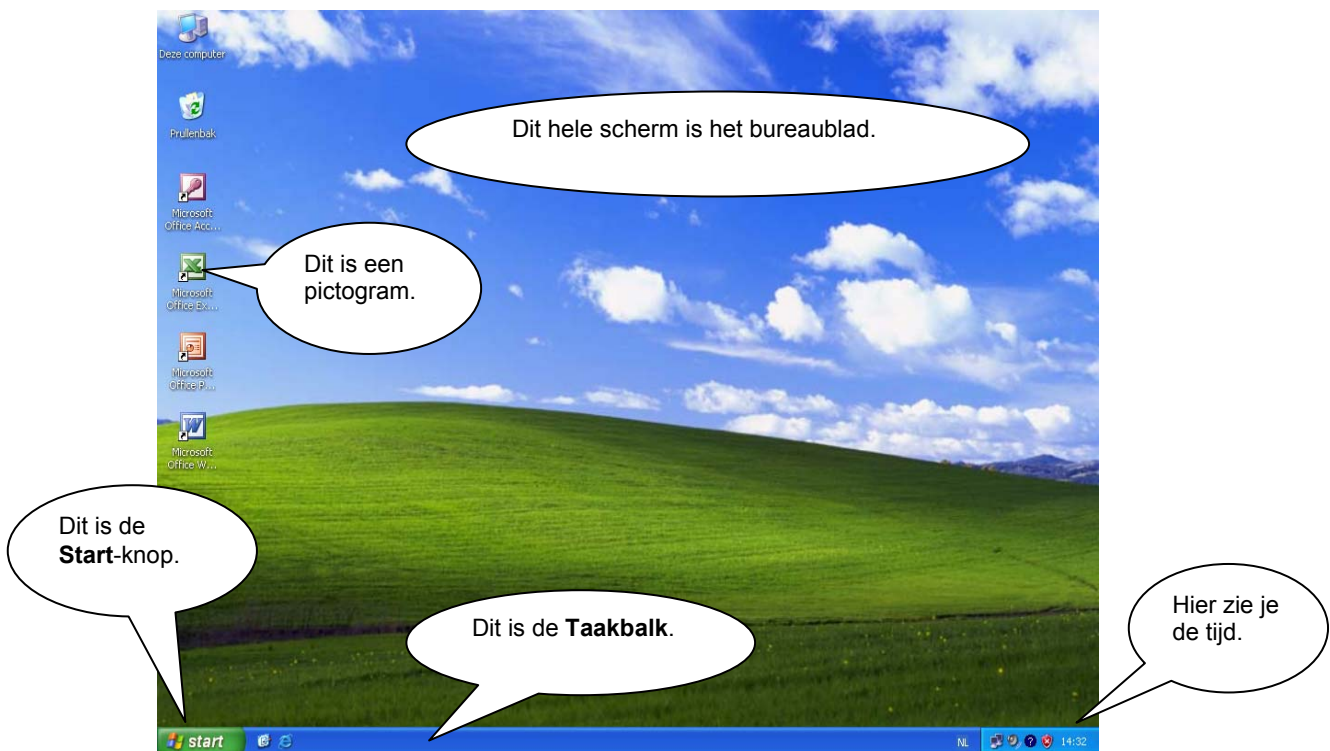 Deze computer
Prullenbak
Dit hele scherm is het bureaublad.
Microsoft
Office Acc...
Dit is een
pictogram.
Microsoft
Office Ex...
Microsoft
Office P...
Microsoft
Office W...
Dit is de
Start-knop.
Dit is de Taakbalk.
Hier zie je
de tijd.
start
NL
14:32